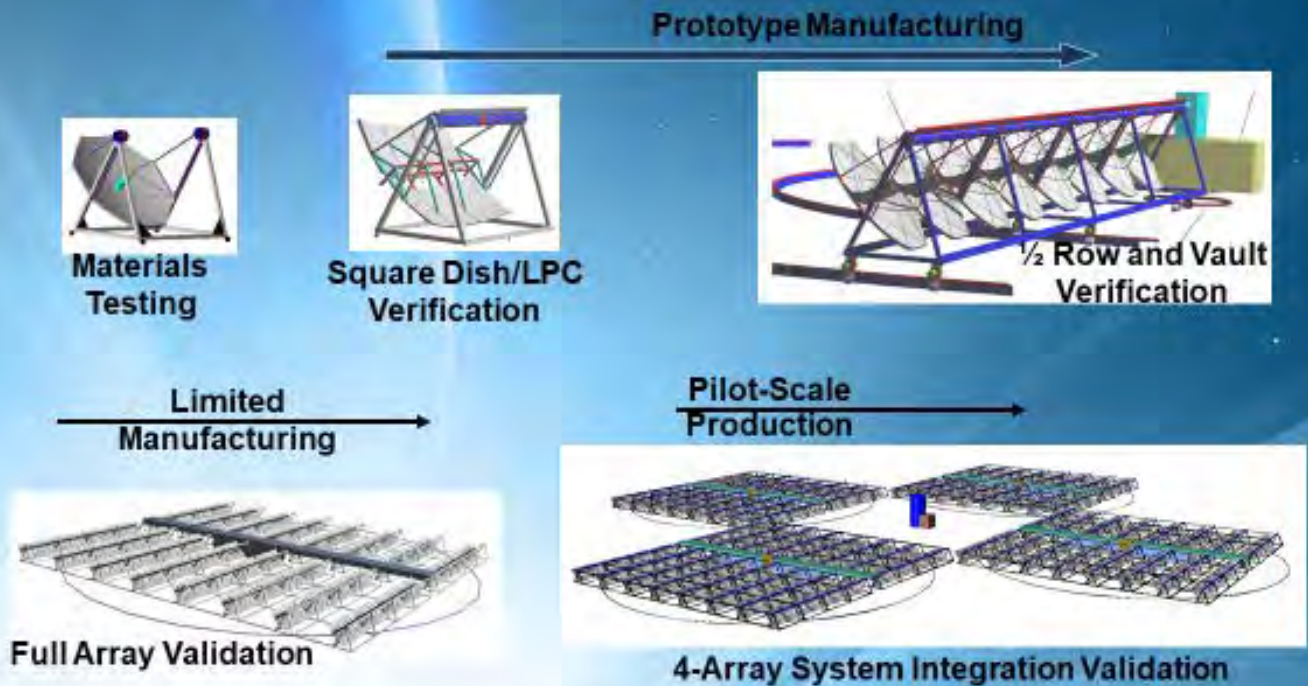 Prototype Manufacturing
Materials
Testing
Square Dish/LPC
Verification
½ Row and Vault
Verification
Limited
Manufacturing
Pilot-Scale
Production
Full Array Validation
4-Array System Integration Validation